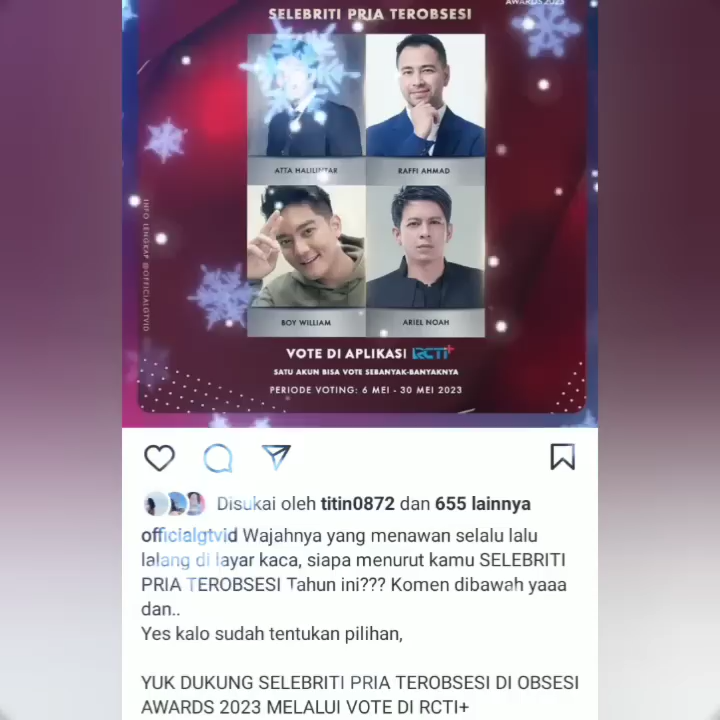 AWARDS 2023
SELEBRITI PRIA TEROBSESI
ATTA HALILINTAR
RAFFI AHMAD
INFO LENGKAP @OFFICIALGTVID
BOY WILLIAM
ARIEL NOAH
VOTE DI APLIKASI RCTI+
SATU AKUN BISA VOTE SEBANYAK-BANYAKNYA
PERIODE VOTING: 6 MEI - 30 MEI 2023
Disukai oleh titin0872 dan 655 lainnya
officialgtvid Wajahnya yang menawan selalu lalu
lalang di layar kaca, siapa menurut kamu SELEBRITI
PRIA TEROBSESI Tahun ini??? Komen dibawah yaaa
dan..
Yes kalo sudah tentukan pilihan,
YUK DUKUNG SELEBRITI PRIA TEROBSESI DI OBSESI
AWARDS 2023 MELALUI VOTE DI RCTI+